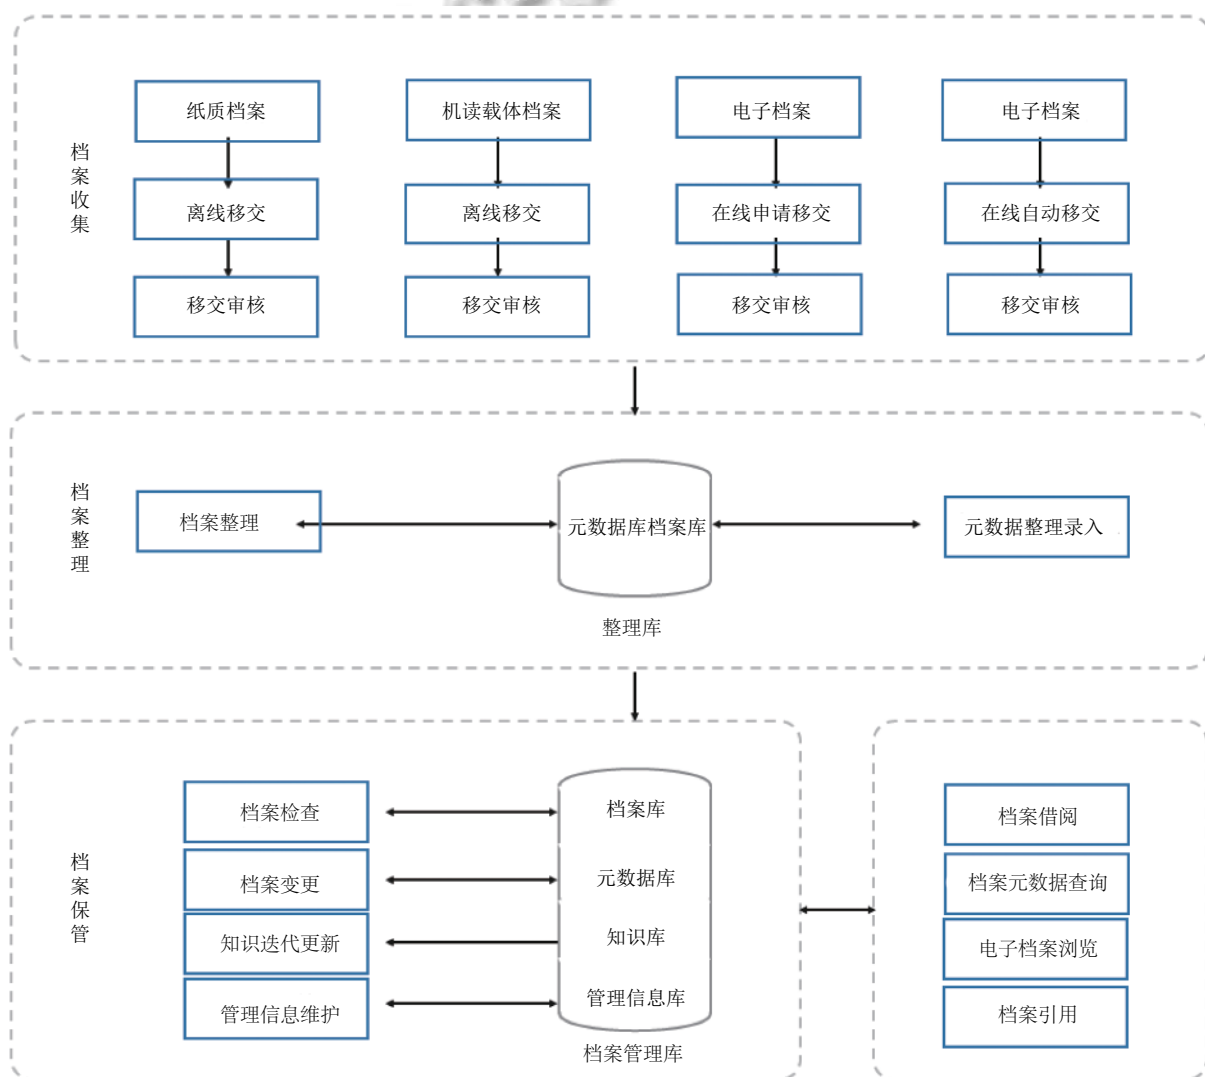 档案收集
纸质档案
机读载体档案
电子档案
电子档案
离线移交
离线移交
在线申请移交
在线自动移交
移交审核
移交审核
移交审核
移交审核
档案整理
档案整理
元数据库档案库
元数据整理录入
整理库
档案保管
档案检查
档案变更
知识迭代更新
管理信息维护
档案库
元数据库
知识库
管理信息库
档案管理库
档案借阅
档案元数据查询
电子档案浏览
档案引用